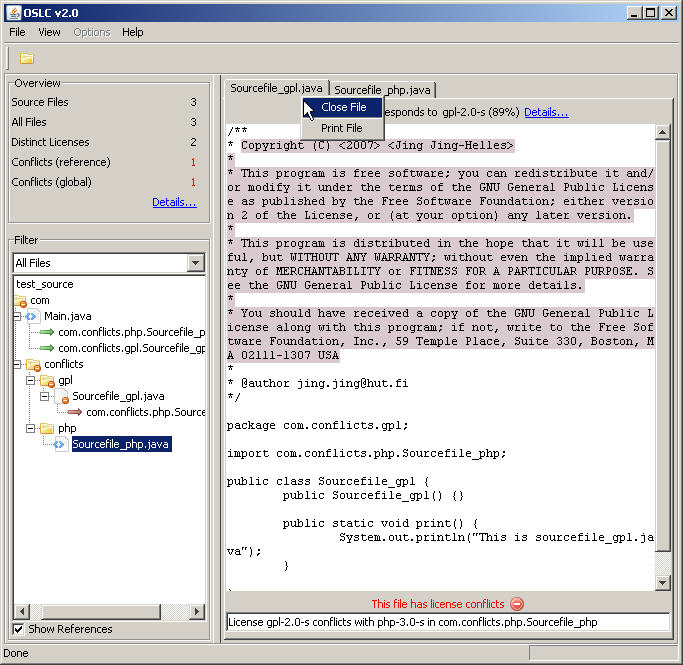 OSLC v2.0
File View Options Help
Overview
Source Files 3
All Files 3
Distinct Licenses 2
Conflicts (reference) 1
Conflicts (global) 1
Details...
Filter
All Files
test_source
com
Main.java
com.conflicts.php.Sourcefile_p
com.conflicts.gpl.Sourcefile_gp
conflicts
gpl
Sourcefile_gpl.java
com.conflicts.php.Source
php
Sourcefile_php.java
Show References
Sourcefile_gpl.java Sourcefile_php.java
Close File
Print File
esponds to gpl-2.0-s (89%) Details...
/**
* Copyright (C) <2007> <Jing Jing-Helles>
*
* This program is free software; you can redistribute it and/
or modify it under the terms of the GNU General Public Licens
e as published by the Free Software Foundation; either versio
n 2 of the License, or (at your option) any later version.
*
* This program is distributed in the hope that it will be use
ful, but WITHOUT ANY WARRANTY; without even the implied warra
nty of MERCHANTABILITY or FITNESS FOR A PARTICULAR PURPOSE. S
ee the GNU General Public License for more details.
*
* You should have received a copy of the GNU General Public L
icense along with this program; if not, write to the Free Sof
tware Foundation, Inc., 59 Temple Place, Suite 330, Boston, M
A 02111-1307 USA
*
* @author jing.jing@hut.fi
*/
package com.conflicts.gpl;
import com.conflicts.php.Sourcefile_php;
public class Sourcefile_gpl {
public Sourcefile_gpl() {}
public static void print() {
System.out.println("This is sourcefile_gpl.ja
va");
}
This file has license conflicts
License gpl-2.0-s conflicts with php-3.0-s in com.conflicts.php.Sourcefile_php
Done